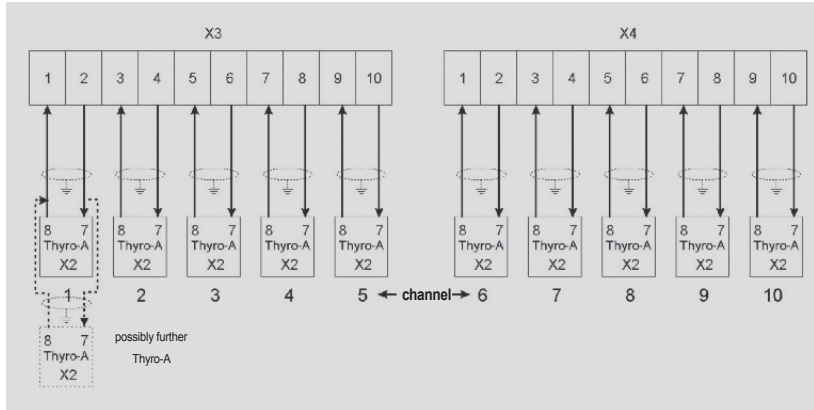 X3 X4
1 2 3 4 5 6 7 8 9 10 1 2 3 4 5 6 7 8 9 10
8 7 8 7 8 7 8 7 8 7 8 7 8 7 8 7 8 7 8 7
Thyro-A Thyro-A Thyro-A Thyro-A Thyro-A Thyro-A Thyro-A Thyro-A Thyro-A Thyro-A
X2 X2 X2 X2 X2 X2 X2 X2 X2 X2
1 2 3 4 5 channel 6 7 8 9 10
8 7 possibly further
Thyro-A Thyro-A
X2